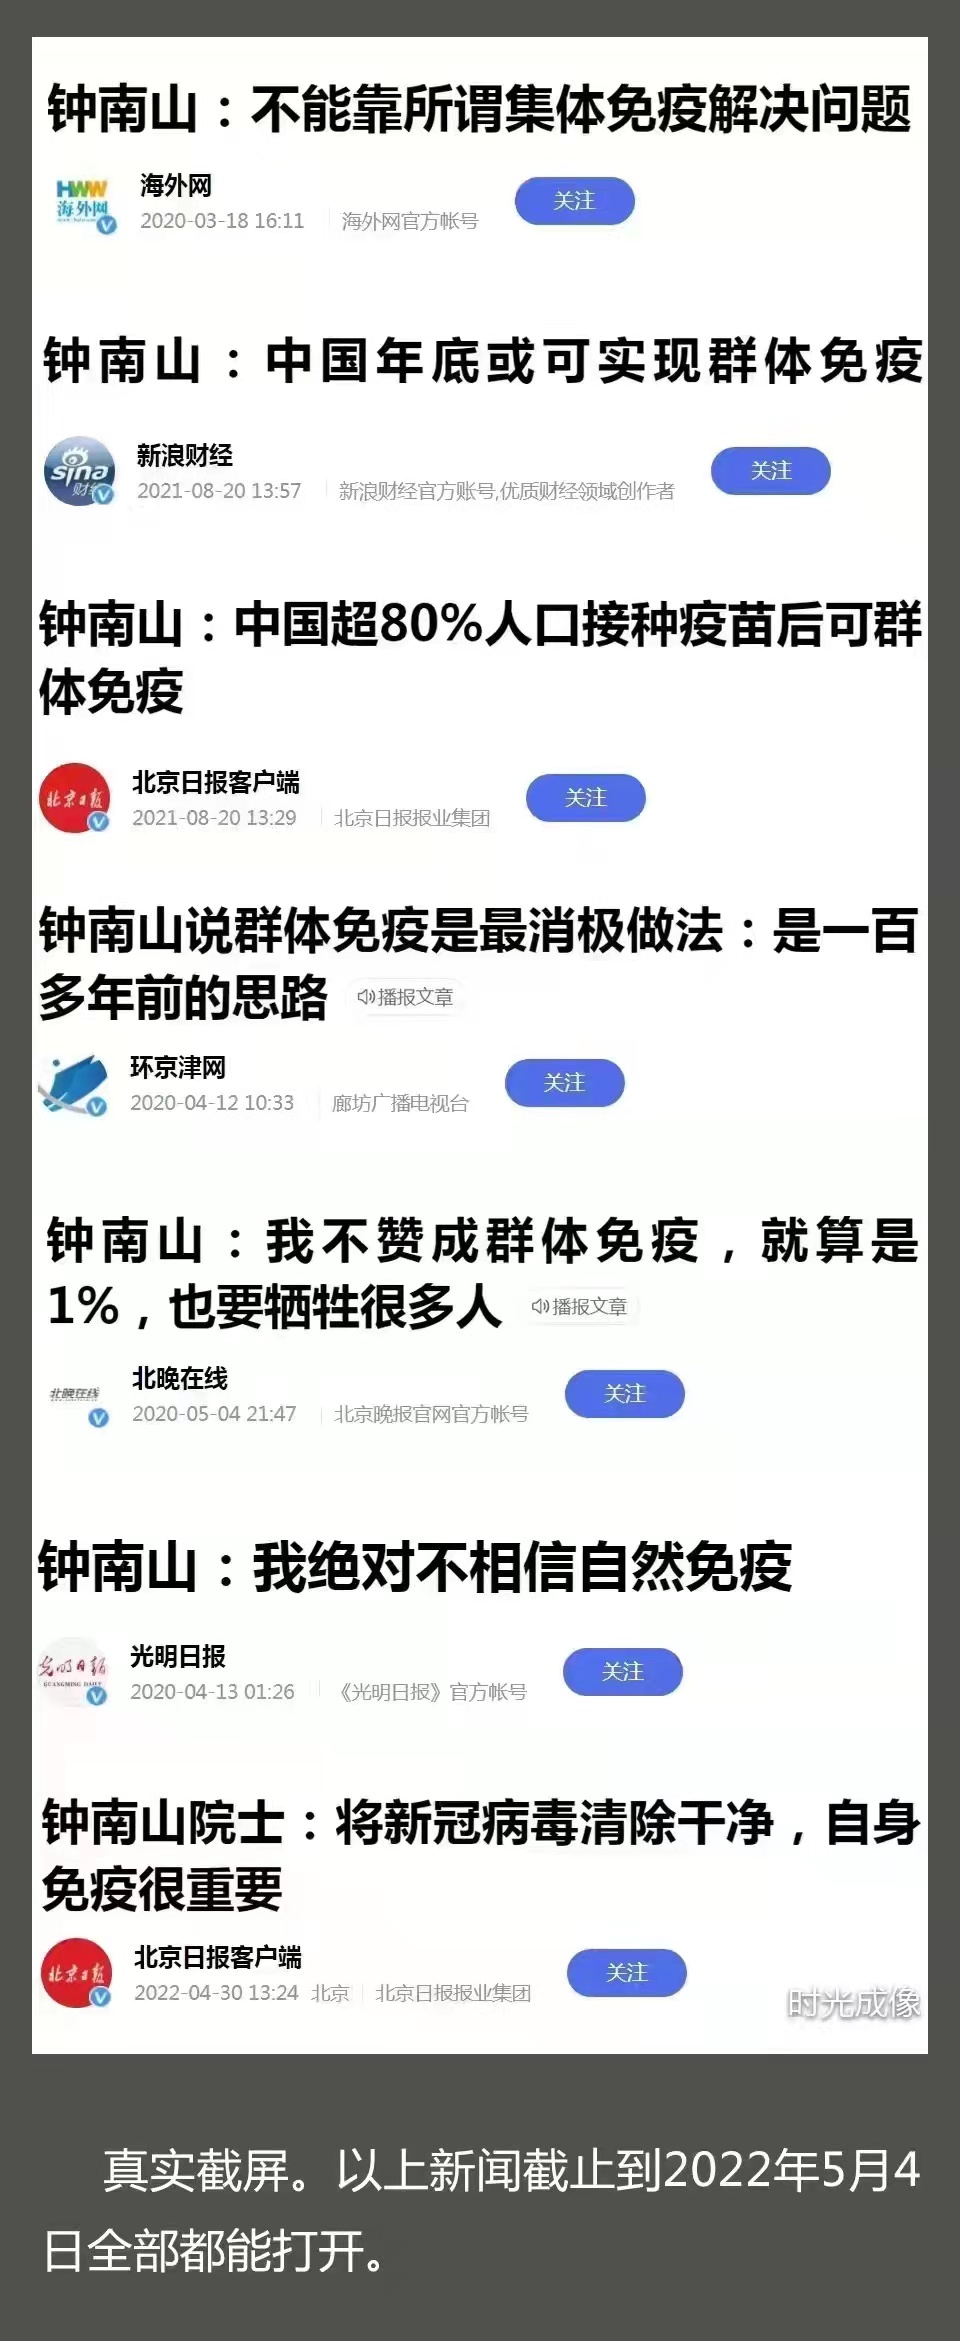 钟南山：不能靠所谓集体免疫解决问题
HWW
海外网
海外网
2020-03-18 16:11
海外网官方帐号
关注
钟南山：中国年底或可实现群体免疫
sina
财经
新浪财经
2021-08-20 13:57
新浪财经官方账号,优质财经领域创作者
关注
钟南山：中国超80%人口接种疫苗后可群
体免疫
北京日报
北京日报客户端
2021-08-20 13:29
北京日报报业集团
关注
钟南山说群体免疫是最消极做法：是一百
多年前的思路
播报文章
环京津网
2020-04-12 10:33
廊坊广播电视台
关注
钟南山：我不赞成群体免疫，就算是
1%，也要牺牲很多人
播报文章
北晚在线
北晚在线
2020-05-04 21:47
北京晚报官网官方帐号
关注
钟南山：我绝对不相信自然免疫
光明日报
GUANGMING DAILY
光明日报
2020-04-13 01:26
《光明日报》官方帐号
关注
钟南山院士：将新冠病毒清除干净，自身
免疫很重要
北京日报
北京日报客户端
2022-04-30 13:24 北京
北京日报报业集团
关注
时光成像
真实截屏。以上新闻截止到2022年5月4
日全部都能打开。